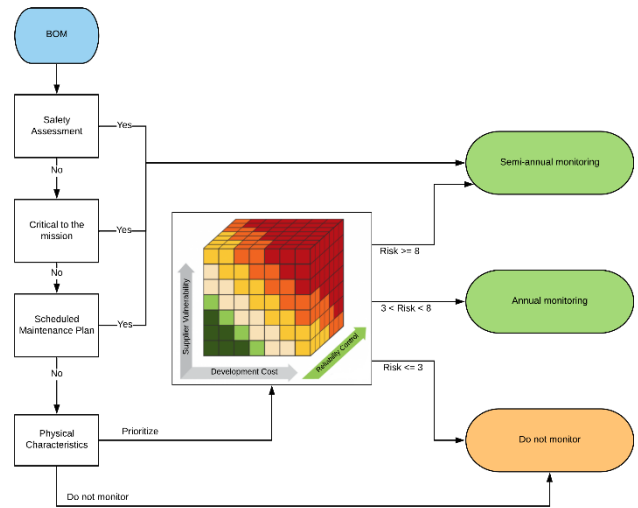 BOM
Safety
Assessment
Yes
No
Semi-annual monitoring
Critical to the
mission
Yes
No
Risk >= 8
Scheduled
Maintenance Plan
Yes
No
Supplier Vulnerability
Development Cost
Reliability Control
3 < Risk < 8
Annual monitoring
Risk <= 3
Physical
Characteristics
Prioritize
Do not monitor
Do not monitor